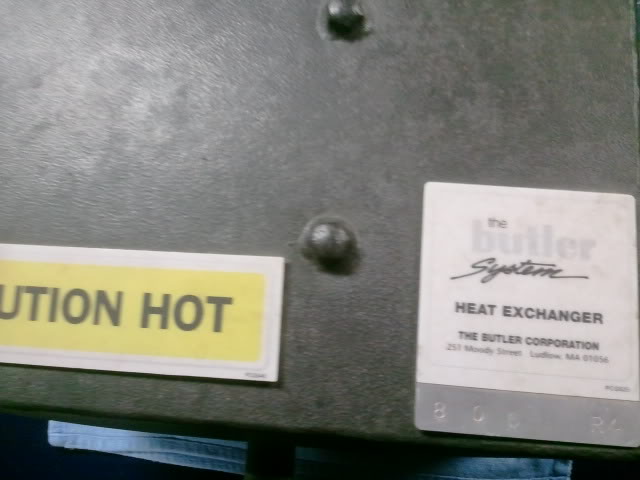 UTION HOT
the
butler
System
HEAT EXCHANGER
THE BUTLER CORPORATION
251 Moody Street Ludlow, MA 01056